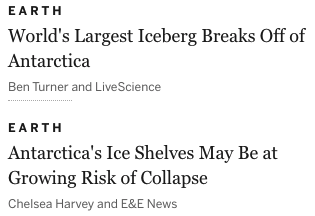 EARTH
World's Largest Iceberg Breaks Off of
Antarctica
Ben Turner and LiveScience
EARTH
Antarctica's Ice Shelves May Be at
Growing Risk of Collapse
Chelsea Harvey and E&E News